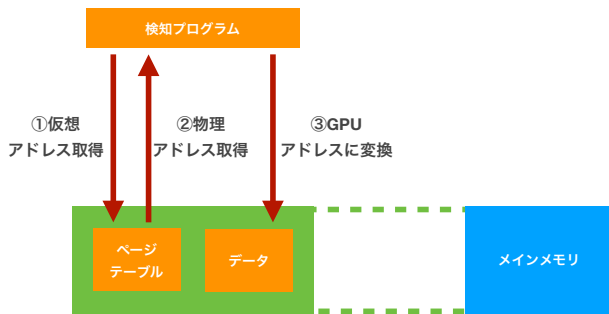 検知プログラム
①仮想
アドレス取得
②物理
アドレス取得
③GPU
アドレスに変換
ページ
テーブル
データ
メインメモリ